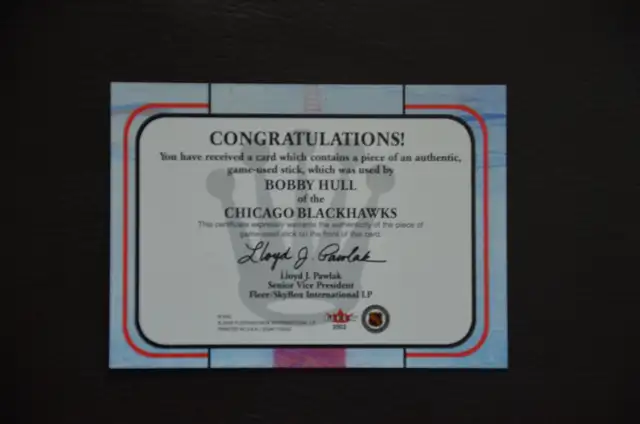 CONGRATULATIONS!
You have received a card which contains a piece of an authentic,
game-used stick, which was used by
BOBBY HULL
of the
CHICAGO BLACKHAWKS
This certificate expressly warrants the authenticity of the piece of
game-used stick on the front of the card.
Lloyd J. Pawlak
Lloyd J. Pawlak
Senior Vice President
Fleer/SkyBox International LP
2002